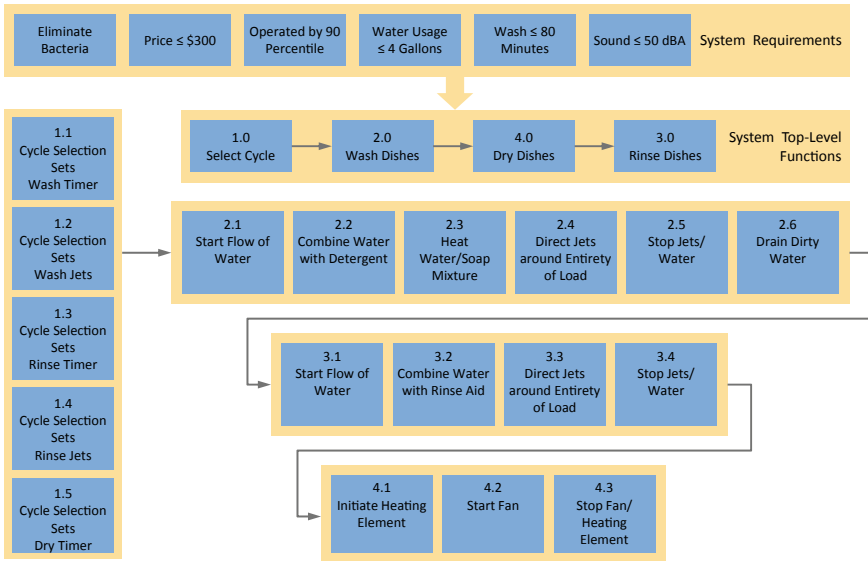 Eliminate
Bacteria
Price ≤ $300
Operated by 90
Percentile
Water Usage
≤ 4 Gallons
Wash ≤ 80
Minutes
Sound ≤ 50 dBA
System Requirements
1.0
Select Cycle
2.0
Wash Dishes
4.0
Dry Dishes
3.0
Rinse Dishes
System Top-Level
Functions
1.1
Cycle Selection
Sets
Wash Timer
1.2
Cycle Selection
Sets
Wash Jets
1.3
Cycle Selection
Sets
Rinse Timer
1.4
Cycle Selection
Sets
Rinse Jets
1.5
Cycle Selection
Sets
Dry Timer
2.1
Start Flow of
Water
2.2
Combine Water
with Detergent
2.3
Heat
Water/Soap
Mixture
2.4
Direct Jets
around Entirety
of Load
2.5
Stop Jets/
Water
2.6
Drain Dirty
Water
3.1
Start Flow of
Water
3.2
Combine Water
with Rinse Aid
3.3
Direct Jets
around Entirety
of Load
3.4
Stop Jets/
Water
4.1
Initiate Heating
Element
4.2
Start Fan
4.3
Stop Fan/
Heating
Element